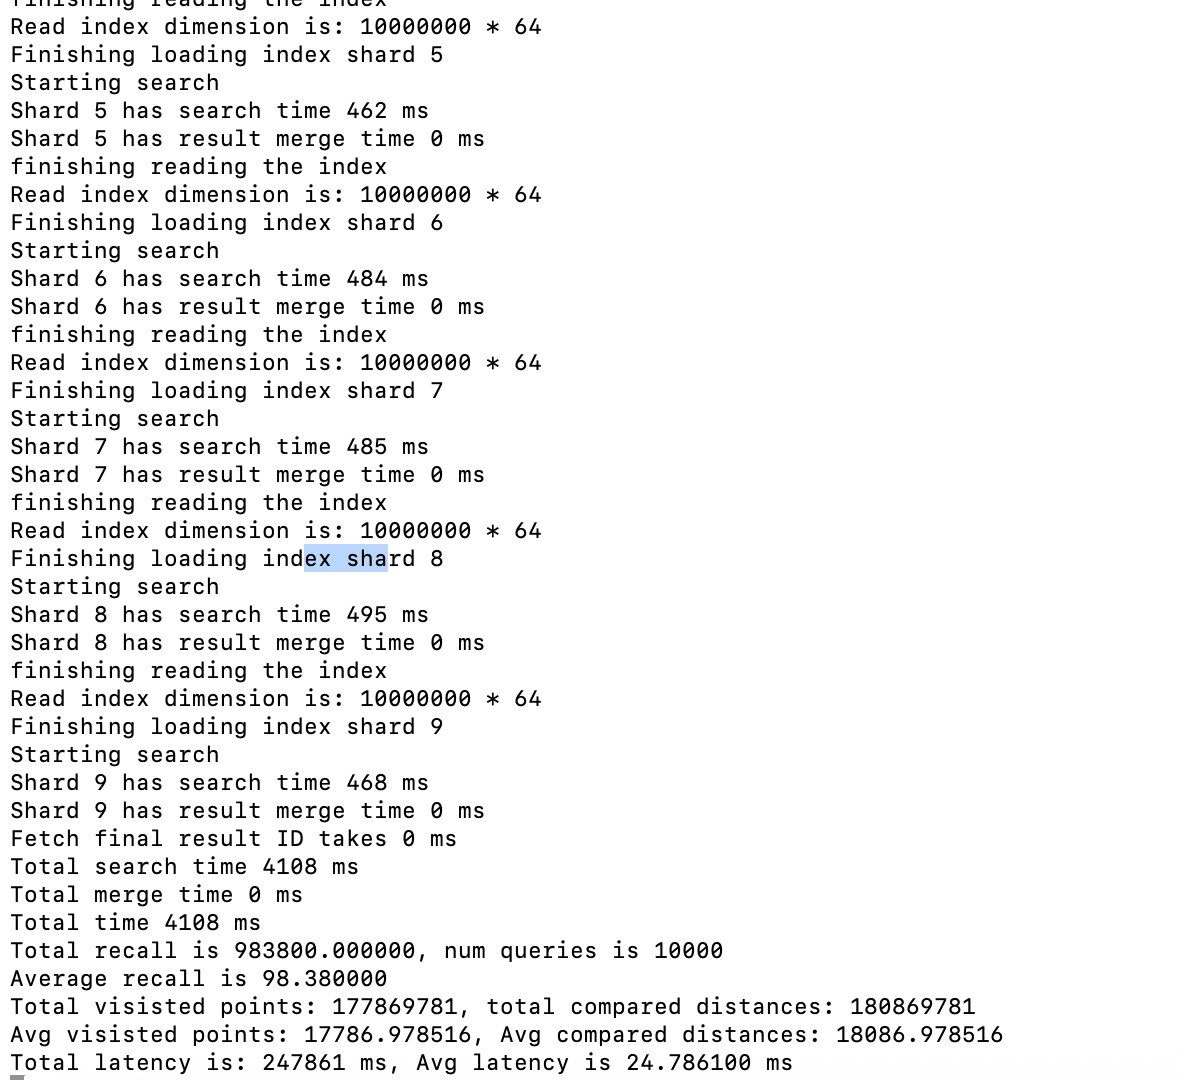 finishing reading the index
Read index dimension is: 10000000 * 64
Finishing loading index shard 5
Starting search
Shard 5 has search time 462 ms
Shard 5 has result merge time 0 ms
finishing reading the index
Read index dimension is: 10000000 * 64
Finishing loading index shard 6
Starting search
Shard 6 has search time 484 ms
Shard 6 has result merge time 0 ms
finishing reading the index
Read index dimension is: 10000000 * 64
Finishing loading index shard 7
Starting search
Shard 7 has search time 485 ms
Shard 7 has result merge time 0 ms
finishing reading the index
Read index dimension is: 10000000 * 64
Finishing loading index shard 8
Starting search
Shard 8 has search time 495 ms
Shard 8 has result merge time 0 ms
finishing reading the index
Read index dimension is: 10000000 * 64
Finishing loading index shard 9
Starting search
Shard 9 has search time 468 ms
Shard 9 has result merge time 0 ms
Fetch final result ID takes 0 ms
Total search time 4108 ms
Total merge time 0 ms
Total time 4108 ms
Total recall is 983800.000000, num queries is 10000
Average recall is 98.380000
Total visisted points: 177869781, total compared distances: 180869781
Avg visisted points: 17786.978516, Avg compared distances: 18086.978516
Total latency is: 247861 ms, Avg latency is 24.786100 ms